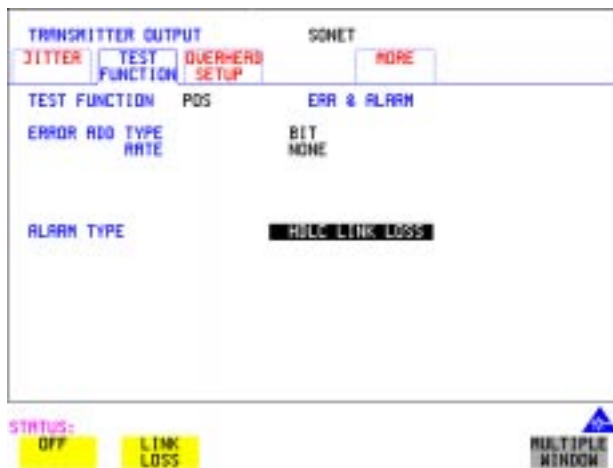 TRANSMITTER OUTPUT SONET
JITTER TEST FUNCTION OVERHEAD SETUP MORE
TEST FUNCTION POS ERR & ALARM
ERROR ADD TYPE BIT
RATE NONE
ALARM TYPE HDLC LINK LOSS
STATUS:
OFF LINK LOSS MULTIPLE WINDOW